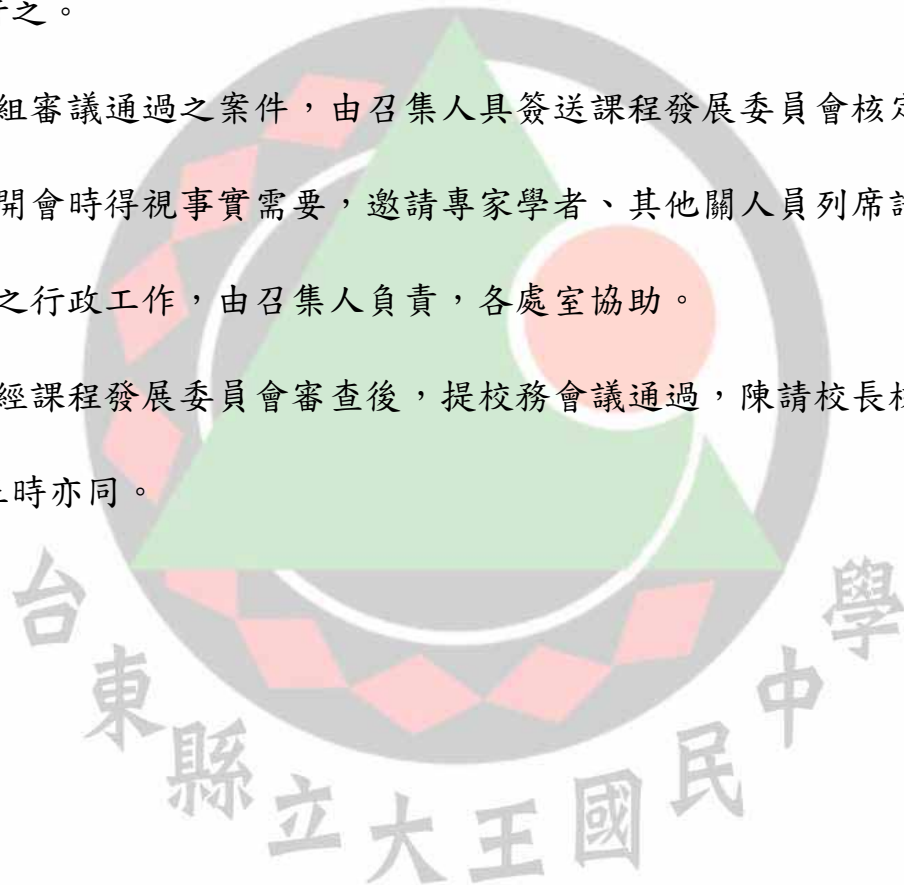 之。
組審議通過之案件，由召集人具簽送課程發展委員會核定
開會時得視事實需要，邀請專家學者、其他關人員列席
之行政工作，由召集人負責，各處室協助。
經課程發展委員會審查後，提校務會議通過，陳請校長
時亦同。
台東縣立大王國民中學